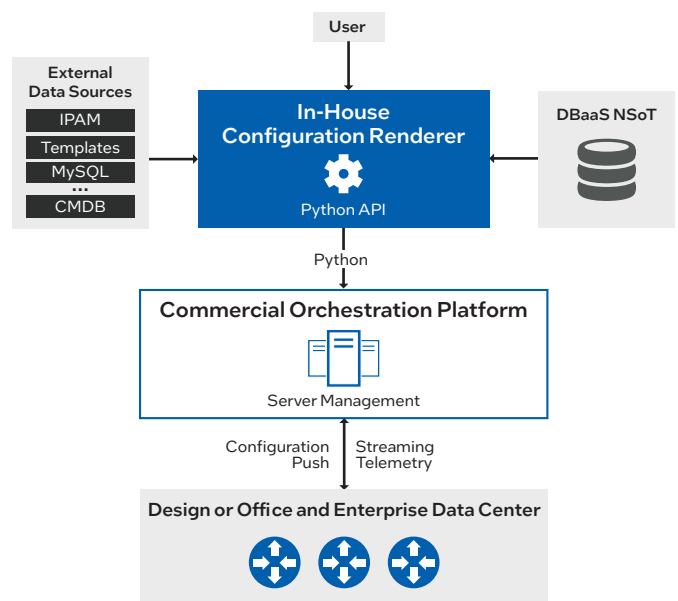 User
External
Data Sources
IPAM
Templates
MySQL
...
CMDB
In-House
Configuration Renderer
Python API
DBaaS NSoT
Python
Commercial Orchestration Platform
Server Management
Configuration
Push
Streaming
Telemetry
Design or Office and Enterprise Data Center